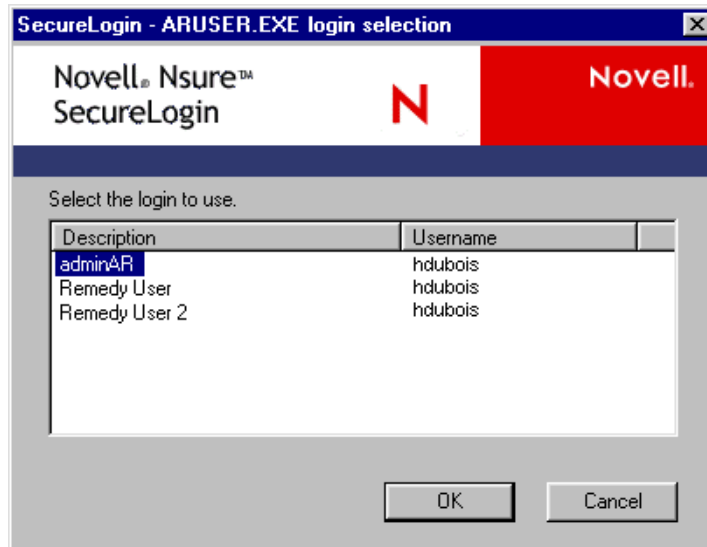 SecureLogin - ARUSER.EXE login selection
Novell® Nsure™
SecureLogin
N
Novell®
Select the login to use.
Description Username
adminAR hdubois
Remedy User hdubois
Remedy User 2 hdubois
OK Cancel